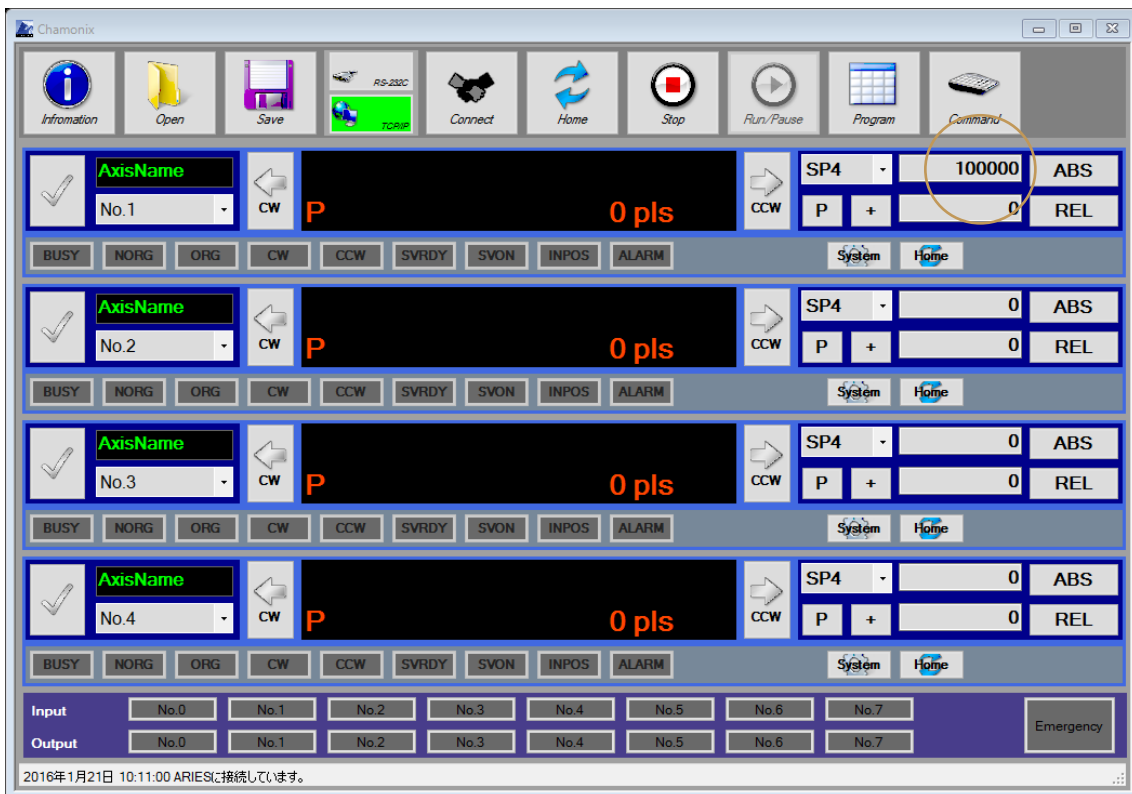 Chamonix
Infromation Open Save RS-232C TCP/IP Connect Home Stop Run/Pause Program Command
AxisName SP4 100000 ABS
No.1 CW P 0 pls CCW P + 0 REL
BUSY NORG ORG CW CCW SVRDY SVON INPOS ALARM System Home
AxisName SP4 0 ABS
No.2 CW P 0 pls CCW P + 0 REL
BUSY NORG ORG CW CCW SVRDY SVON INPOS ALARM System Home
AxisName SP4 0 ABS
No.3 CW P 0 pls CCW P + 0 REL
BUSY NORG ORG CW CCW SVRDY SVON INPOS ALARM System Home
AxisName SP4 0 ABS
No.4 CW P 0 pls CCW P + 0 REL
BUSY NORG ORG CW CCW SVRDY SVON INPOS ALARM System Home
Input No.0 No.1 No.2 No.3 No.4 No.5 No.6 No.7
Emergency
Output No.0 No.1 No.2 No.3 No.4 No.5 No.6 No.7
2016年1月21日 10:11:00 ARIESに接続しています。